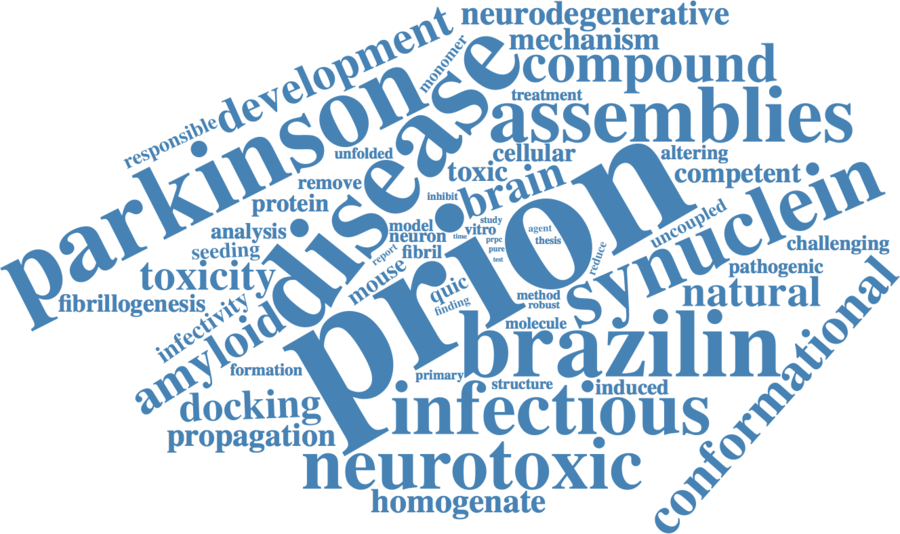 neurodegenerative
development
monomer
mechanism
disease
compound
parkinson
treatment
assemblies
responsible
unfolded
cellular
altering
toxic
competent
remove
brain
inhibit
protein
prion
synuclein
study
model
vitro
agent
uncoupled
analysis
neuron
time
prpc
thesis
challenging
seeding
report
fibril
pure
test
reduce
pathogenic
toxicity
mouse
quic
method
natural
fibrillogenesis
finding
robust
infectivity
molecule
amyloid
brazilin
conformational
formation
primary
structure
induced
docking
infectious
propagation
neurotoxic
homogenate